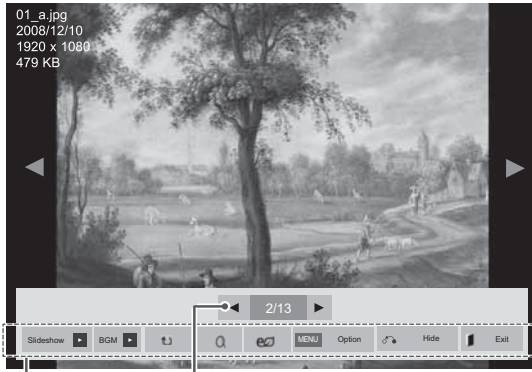 01_a.jpg
2008/12/10
1920 x 1080
479 KB
2/13
Slideshow BGM MENU Option Hide Exit